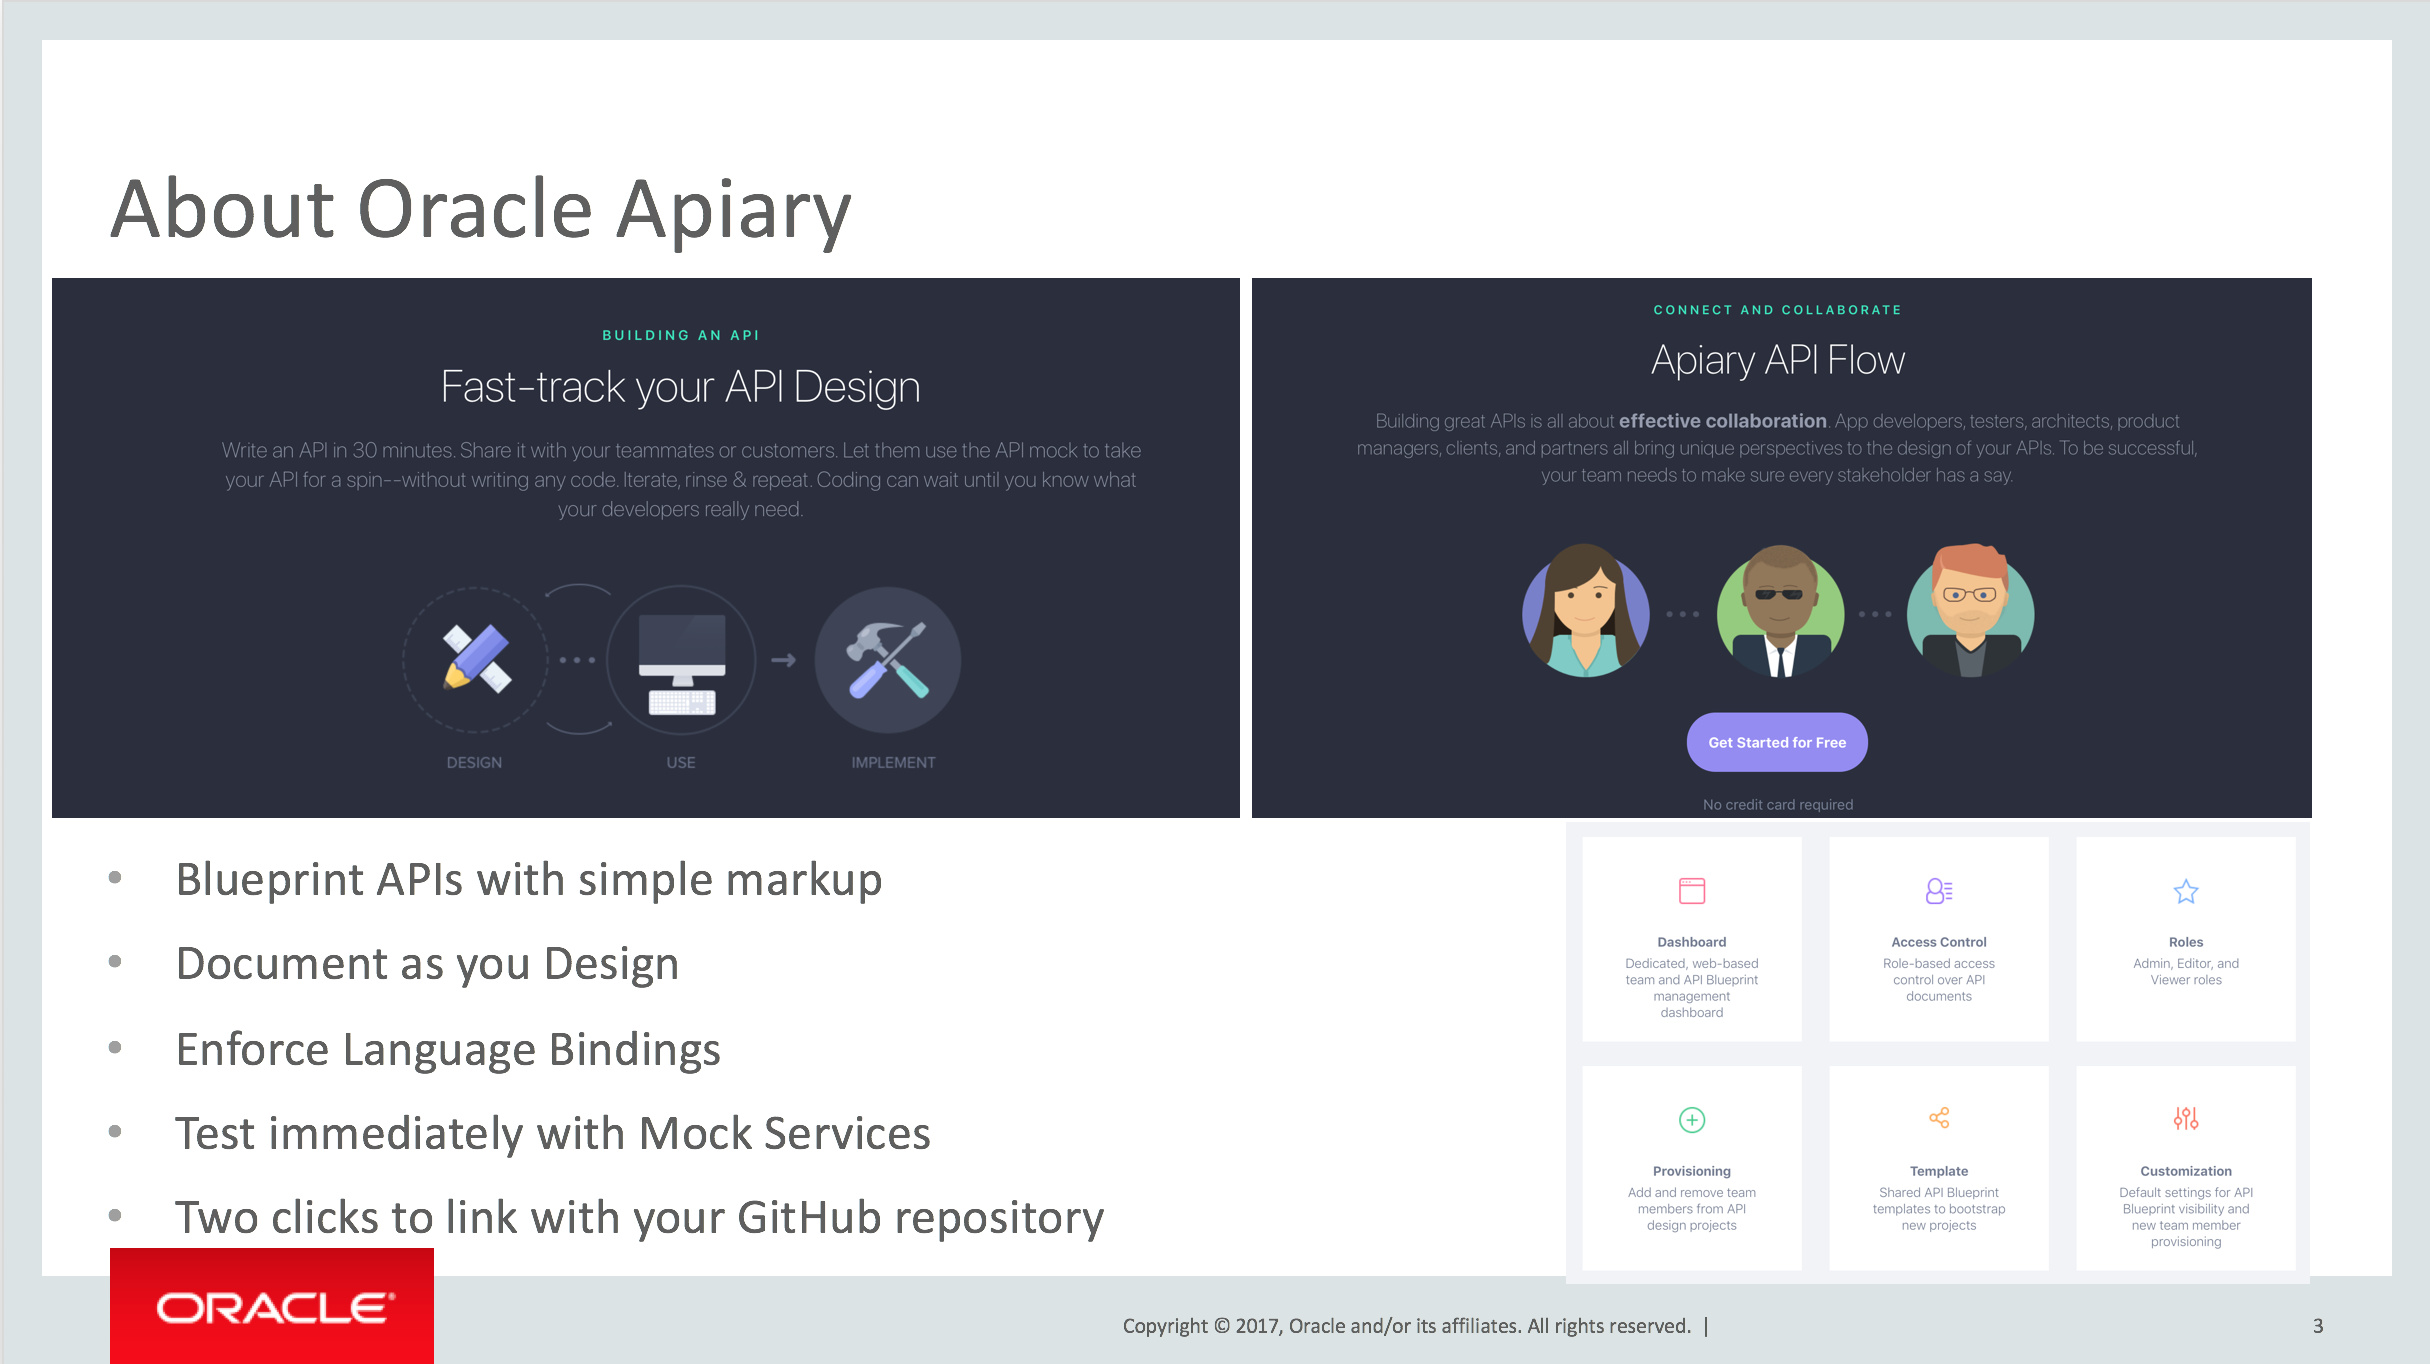 About Oracle Apiary
BUILDING AN API
Fast-track your API Design
Write an API in 30 minutes. Share it with your teammates or customers. Let them use the API mock to take
your API for a spin--without writing any code. Iterate, rinse & repeat. Coding can wait until you know what
your developers really need.
DESIGN
USE
IMPLEMENT
CONNECT AND COLLABORATE
Apiary API Flow
Building great APIs is all about effective collaboration. App developers, testers, architects, product
managers, clients, and partners all bring unique perspectives to the design of your APIs. To be successful,
your team needs to make sure every stakeholder has a say.
Get Started for Free
No credit card required
• Blueprint APIs with simple markup
• Document as you Design
• Enforce Language Bindings
• Test immediately with Mock Services
• Two clicks to link with your GitHub repository
Dashboard
Dedicated, web-based
team and API Blueprint
management
dashboard
Access Control
Role-based access
control over API
documents
Roles
Admin, Editor, and
Viewer roles
Provisioning
Add and remove team
members from API
design projects
Template
Shared API Blueprint
templates to bootstrap
new projects
Customization
Default settings for API
Blueprint visibility and
new team member
provisioning
ORACLE®
Copyright © 2017, Oracle and/or its affiliates. All rights reserved. |
3